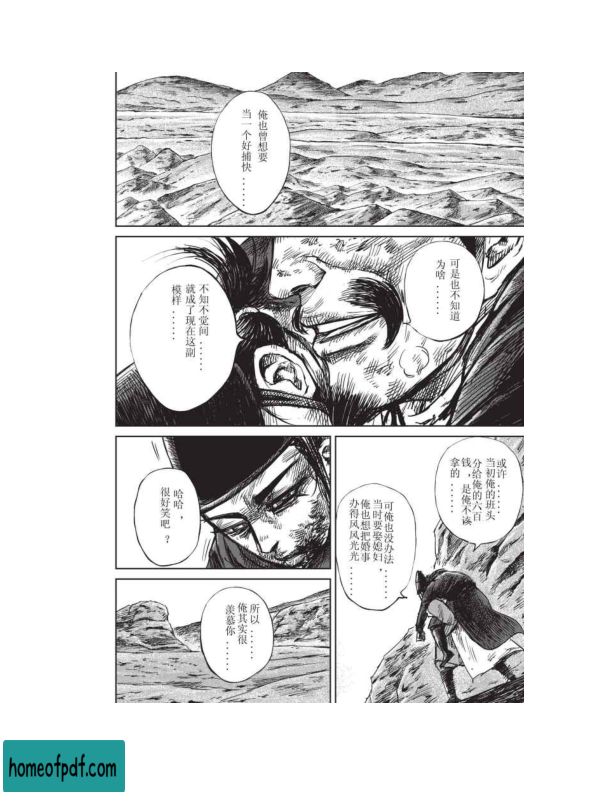 俺也曾想要
当一个好捕快
………
可是也不知道
为啥………
不知不觉间……
就成了现在这副
模样………
或许……
当初俺的班头
分给俺的六百
钱，是俺不该
拿的………
可俺也没办法……
当时要娶媳妇，
俺也想把婚事
办得风风光光………
哈哈，
很好笑吧？
所以……
俺其实很
羡慕你……
homeofpdf.com